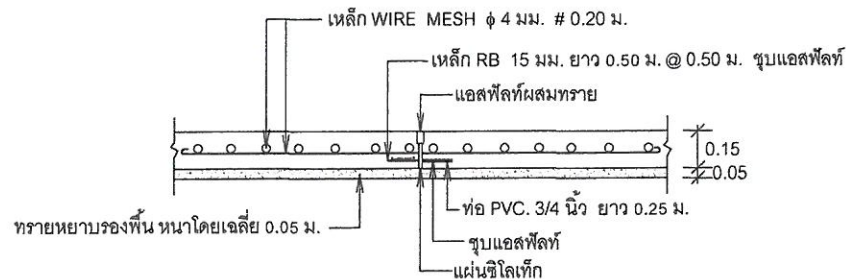 เหล็ก WIRE MESH ϕ 4 มม. # 0.20 ม.
เหล็ก RB 15 มม. ยาว 0.50 ม. @ 0.50 ม. ชุบแอสฟัลท์
แอสฟัลท์ผสมทราย
0.15
0.05
ท่อ PVC. 3/4 นิ้ว ยาว 0.25 ม.
ทรายหยาบรองพื้น หนาโดยเฉลี่ย 0.05 ม.
ชุบแอสฟัลท์
แผ่นซิโลเท็ก